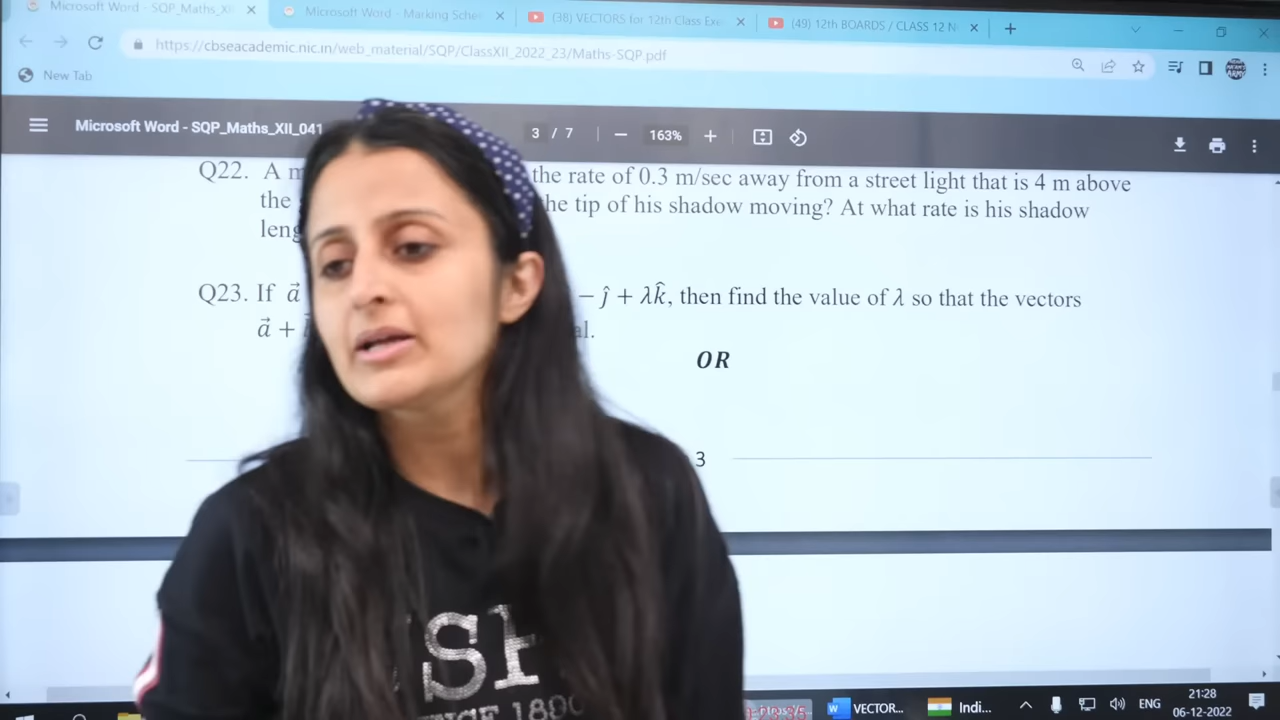 Microsoft Word - SQP_Maths_XI
Microsoft Word - Marking Sche
(38) VECTORS for 12th Class Exa
(49) 12th BOARDS / CLASS 12 N
https://cbseacademic.nic.in/web_material/SQP/ClassXII_2022_23/Maths-SQP.pdf
New Tab
Microsoft Word - SQP_Maths_XII_041
3 / 7
163%
Q22. A m the rate of 0.3 m/sec away from a street light that is 4 m above
the he tip of his shadow moving? At what rate is his shadow
leng
Q23. If a⃗ − ĵ + λk̂, then find the value of λ so that the vectors
a⃗ + al.
OR
3
SF
ENCE 1890
VECTOR...
Indi...
ENG
21:28
06-12-2022